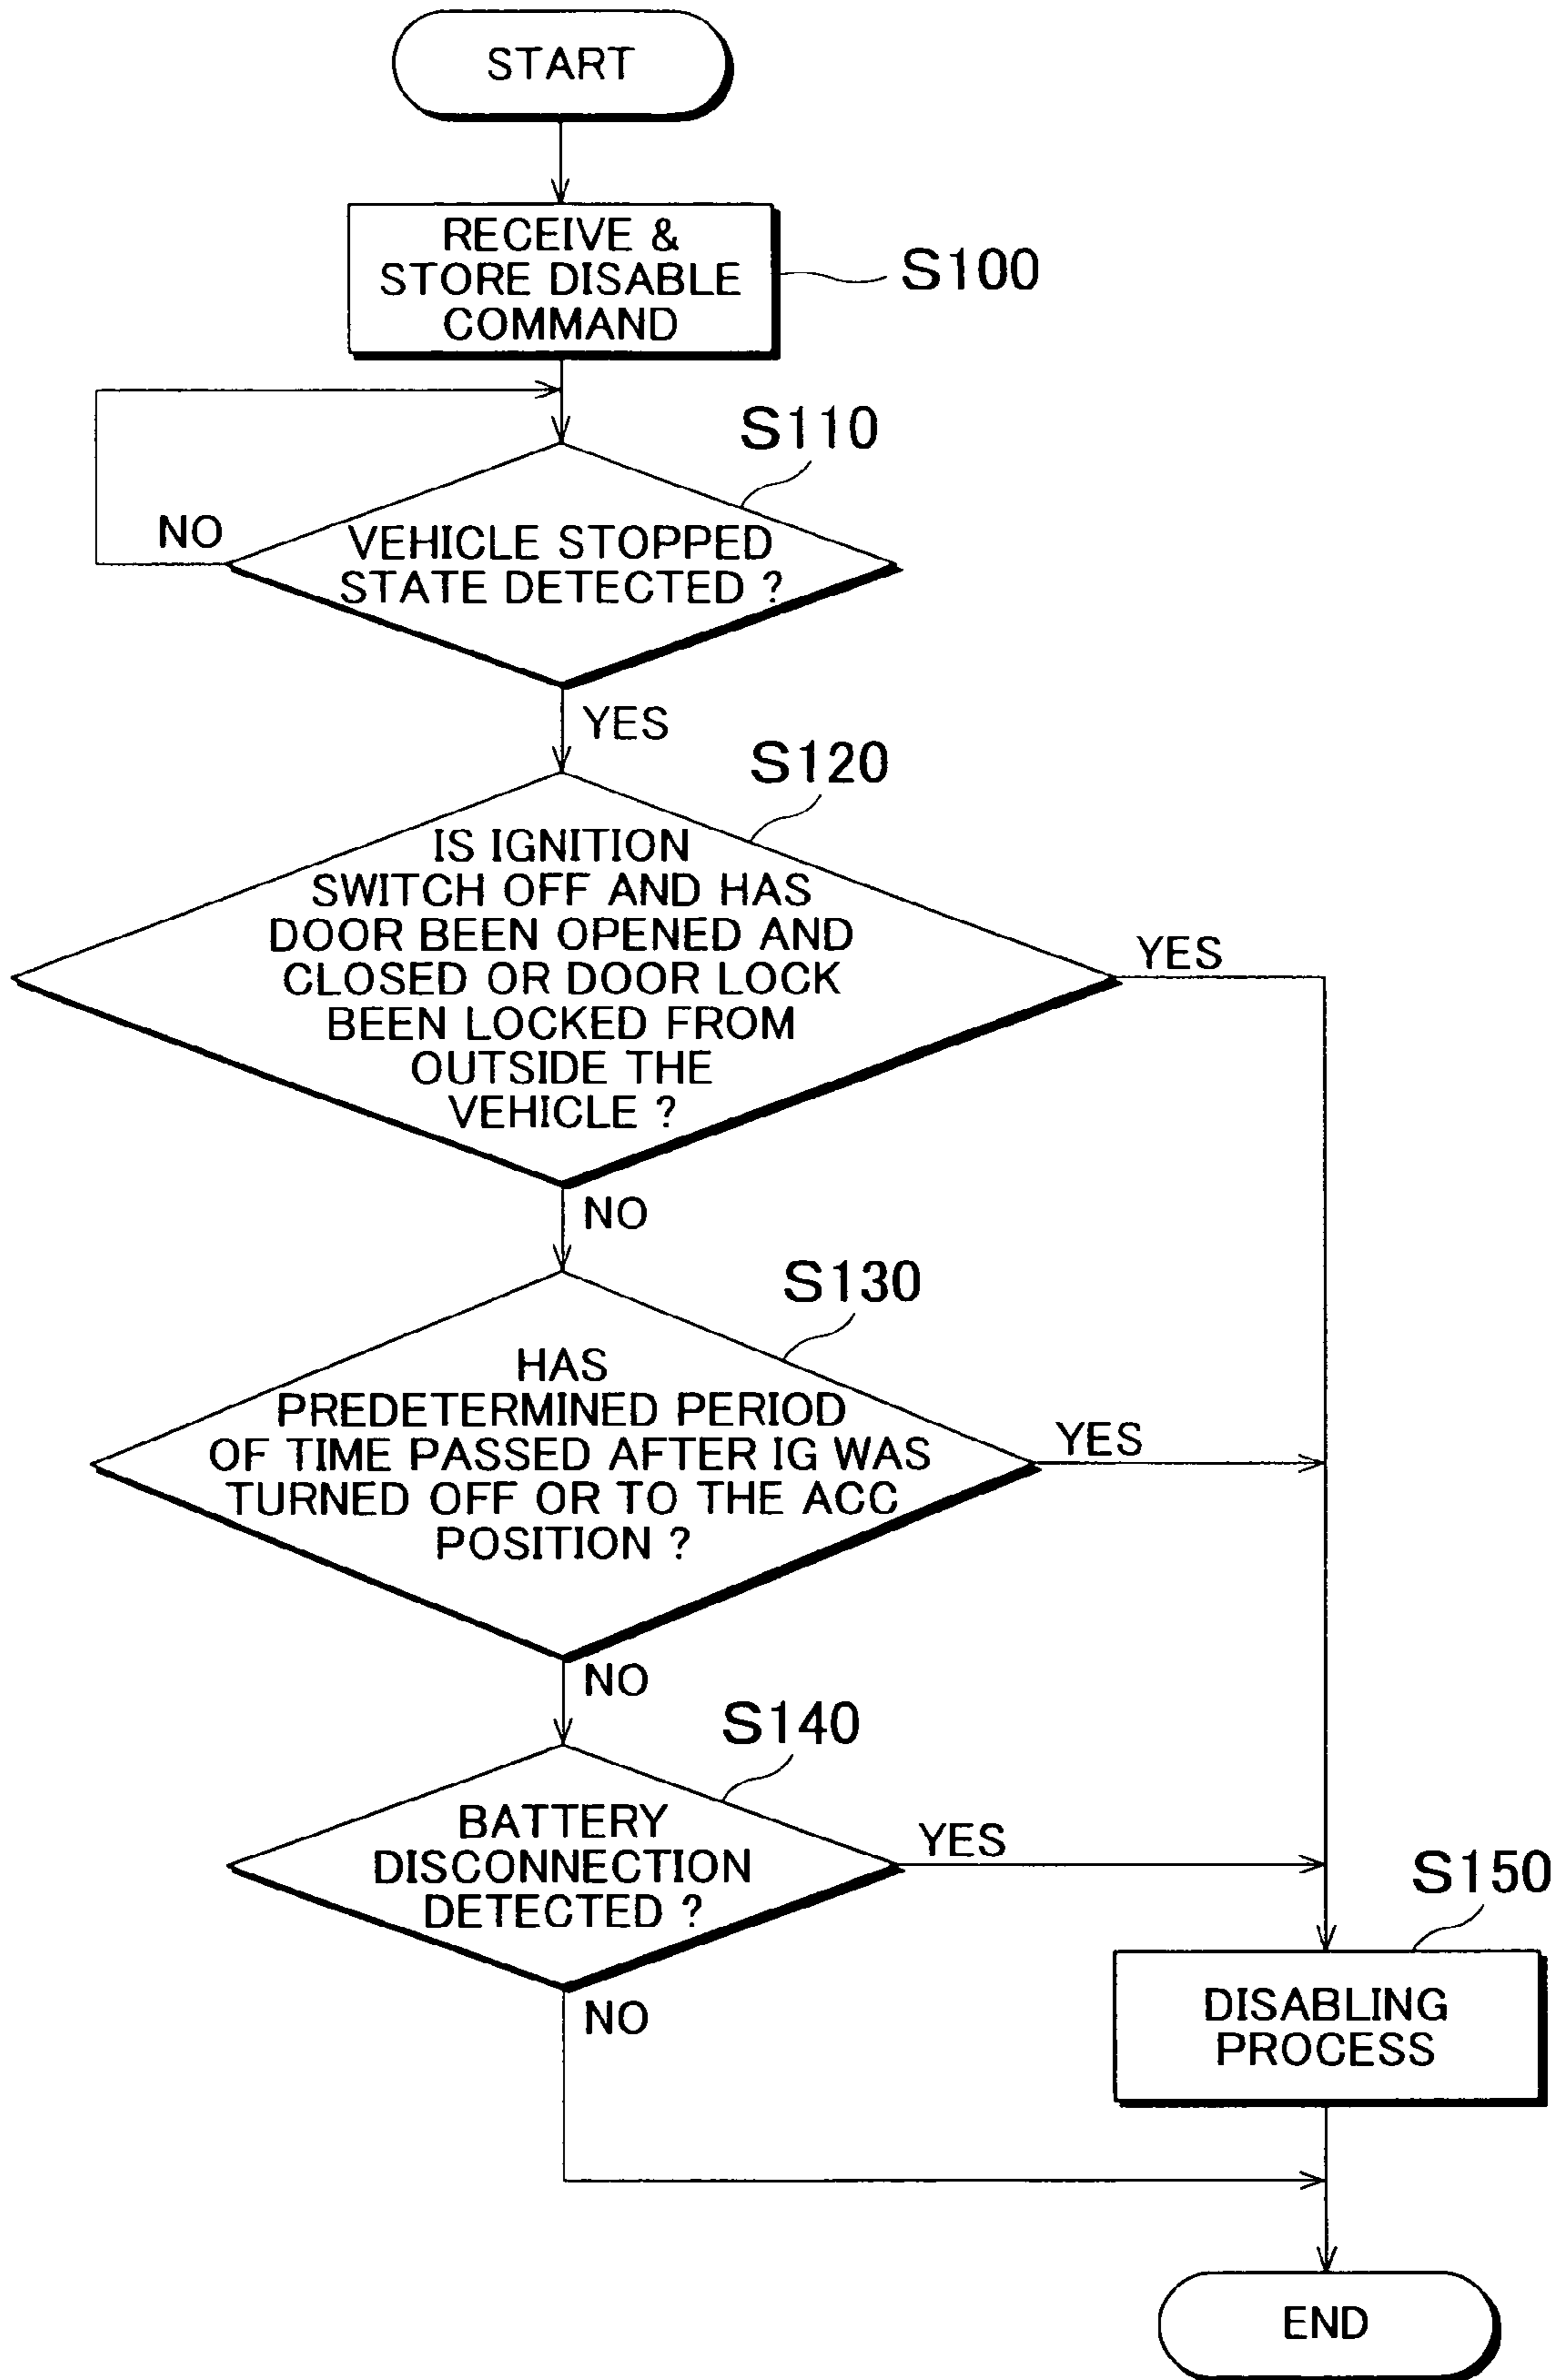 START
RECEIVE &
STORE DISABLE
COMMAND
S100
S110
NO
VEHICLE STOPPED
STATE DETECTED ?
YES
S120
IS IGNITION
SWITCH OFF AND HAS
DOOR BEEN OPENED AND
CLOSED OR DOOR LOCK
BEEN LOCKED FROM
OUTSIDE THE
VEHICLE ?
YES
NO
S130
HAS
PREDETERMINED PERIOD
OF TIME PASSED AFTER IG WAS
TURNED OFF OR TO THE ACC
POSITION ?
YES
NO
S140
BATTERY
DISCONNECTION
DETECTED ?
YES
S150
NO
DISABLING
PROCESS
END